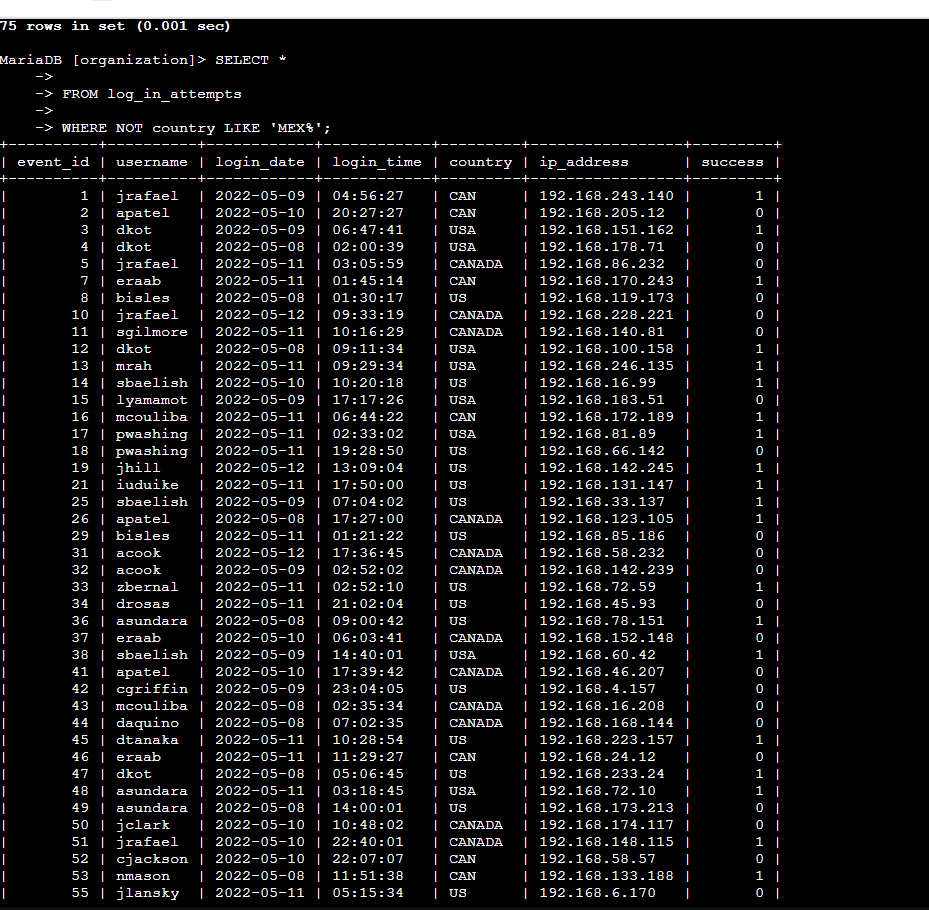 75 rows in set (0.001 sec)
MariaDB [organization]> SELECT *
    ->
    -> FROM log_in_attempts
    ->
    -> WHERE NOT country LIKE 'MEX%';
+----------+----------+------------+------------+---------+-----------------+---------+
| event_id | username | login_date | login_time | country | ip_address      | success |
+----------+----------+------------+------------+---------+-----------------+---------+
|        1 | jrafael  | 2022-05-09 | 04:56:27   | CAN     | 192.168.243.140 |       1 |
|        2 | apatel   | 2022-05-10 | 20:27:27   | CAN     | 192.168.205.12  |       0 |
|        3 | dkot     | 2022-05-09 | 06:47:41   | USA     | 192.168.151.162 |       1 |
|        4 | dkot     | 2022-05-08 | 02:00:39   | USA     | 192.168.178.71  |       0 |
|        5 | jrafael  | 2022-05-11 | 03:05:59   | CANADA  | 192.168.86.232  |       0 |
|        7 | eraab    | 2022-05-11 | 01:45:14   | CAN     | 192.168.170.243 |       1 |
|        8 | bisles   | 2022-05-08 | 01:30:17   | US      | 192.168.119.173 |       0 |
|       10 | jrafael  | 2022-05-12 | 09:33:19   | CANADA  | 192.168.228.221 |       0 |
|       11 | sgilmore | 2022-05-11 | 10:16:29   | CANADA  | 192.168.140.81  |       0 |
|       12 | dkot     | 2022-05-08 | 09:11:34   | USA     | 192.168.100.158 |       1 |
|       13 | mrah     | 2022-05-11 | 09:29:34   | USA     | 192.168.246.135 |       1 |
|       14 | sbaelish | 2022-05-10 | 10:20:18   | US      | 192.168.16.99   |       1 |
|       15 | lyamamot | 2022-05-09 | 17:17:26   | USA     | 192.168.183.51  |       0 |
|       16 | mcouliba | 2022-05-11 | 06:44:22   | CAN     | 192.168.172.189 |       1 |
|       17 | pwashing | 2022-05-11 | 02:33:02   | USA     | 192.168.81.89   |       1 |
|       18 | pwashing | 2022-05-11 | 19:28:50   | US      | 192.168.66.142  |       0 |
|       19 | jhill    | 2022-05-12 | 13:09:04   | US      | 192.168.142.245 |       1 |
|       21 | iuduike  | 2022-05-11 | 17:50:00   | US      | 192.168.131.147 |       1 |
|       25 | sbaelish | 2022-05-09 | 07:04:02   | US      | 192.168.33.137  |       1 |
|       26 | apatel   | 2022-05-08 | 17:27:00   | CANADA  | 192.168.123.105 |       1 |
|       29 | bisles   | 2022-05-11 | 01:21:22   | US      | 192.168.85.186  |       0 |
|       31 | acook    | 2022-05-12 | 17:36:45   | CANADA  | 192.168.58.232  |       0 |
|       32 | acook    | 2022-05-09 | 02:52:02   | CANADA  | 192.168.142.239 |       0 |
|       33 | zbernal  | 2022-05-11 | 02:52:10   | US      | 192.168.72.59   |       1 |
|       34 | drosas   | 2022-05-11 | 21:02:04   | US      | 192.168.45.93   |       0 |
|       36 | asundara | 2022-05-08 | 09:00:42   | US      | 192.168.78.151  |       1 |
|       37 | eraab    | 2022-05-10 | 06:03:41   | CANADA  | 192.168.152.148 |       0 |
|       38 | sbaelish | 2022-05-09 | 14:40:01   | USA     | 192.168.60.42   |       1 |
|       41 | apatel   | 2022-05-10 | 17:39:42   | CANADA  | 192.168.46.207  |       0 |
|       42 | cgriffin | 2022-05-09 | 23:04:05   | US      | 192.168.4.157   |       0 |
|       43 | mcouliba | 2022-05-08 | 02:35:34   | CANADA  | 192.168.16.208  |       0 |
|       44 | daquino  | 2022-05-08 | 07:02:35   | CANADA  | 192.168.168.144 |       0 |
|       45 | dtanaka  | 2022-05-11 | 10:28:54   | US      | 192.168.223.157 |       1 |
|       46 | eraab    | 2022-05-11 | 11:29:27   | CAN     | 192.168.24.12   |       0 |
|       47 | dkot     | 2022-05-08 | 05:06:45   | US      | 192.168.233.24  |       1 |
|       48 | asundara | 2022-05-11 | 03:18:45   | USA     | 192.168.72.10   |       1 |
|       49 | asundara | 2022-05-08 | 14:00:01   | US      | 192.168.173.213 |       0 |
|       50 | jclark   | 2022-05-10 | 10:48:02   | CANADA  | 192.168.174.117 |       0 |
|       51 | jrafael  | 2022-05-10 | 22:40:01   | CANADA  | 192.168.148.115 |       1 |
|       52 | cjackson | 2022-05-10 | 22:07:07   | CAN     | 192.168.58.57   |       0 |
|       53 | nmason   | 2022-05-08 | 11:51:38   | CAN     | 192.168.133.188 |       1 |
|       55 | jlansky  | 2022-05-11 | 05:15:34   | US      | 192.168.6.170   |       0 |